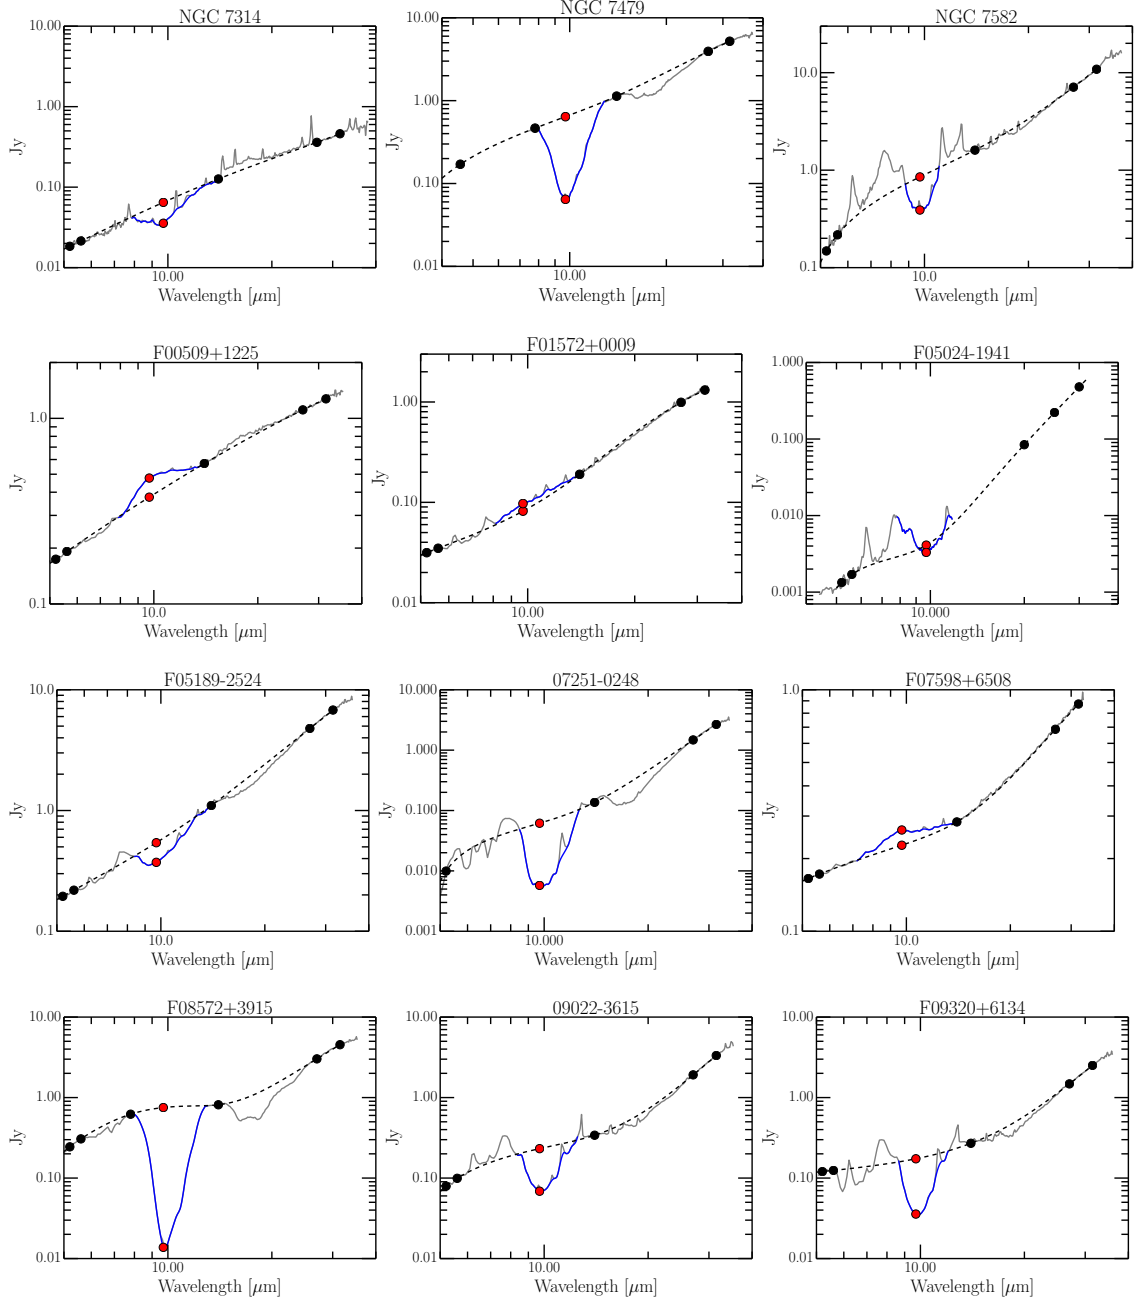 NGC 7314
10.00
1.00
0.10
0.01
Jy
10.00
Wavelength [μm]
NGC 7479
10.00
1.00
0.10
0.01
Jy
10.00
Wavelength [μm]
NGC 7582
10.0
1.0
0.1
Jy
10.0
Wavelength [μm]
F00509+1225
1.0
0.1
Jy
10.0
Wavelength [μm]
F01572+0009
1.00
0.10
0.01
Jy
10.00
Wavelength [μm]
F05024-1941
1.000
0.100
0.010
0.001
Jy
10.000
Wavelength [μm]
F05189-2524
10.0
1.0
0.1
Jy
10.0
Wavelength [μm]
07251-0248
10.000
1.000
0.100
0.010
0.001
Jy
10.000
Wavelength [μm]
F07598+6508
1.0
0.1
Jy
10.0
Wavelength [μm]
F08572+3915
10.00
1.00
0.10
0.01
Jy
10.00
Wavelength [μm]
09022-3615
10.00
1.00
0.10
0.01
Jy
10.00
Wavelength [μm]
F09320+6134
10.00
1.00
0.10
0.01
Jy
10.00
Wavelength [μm]